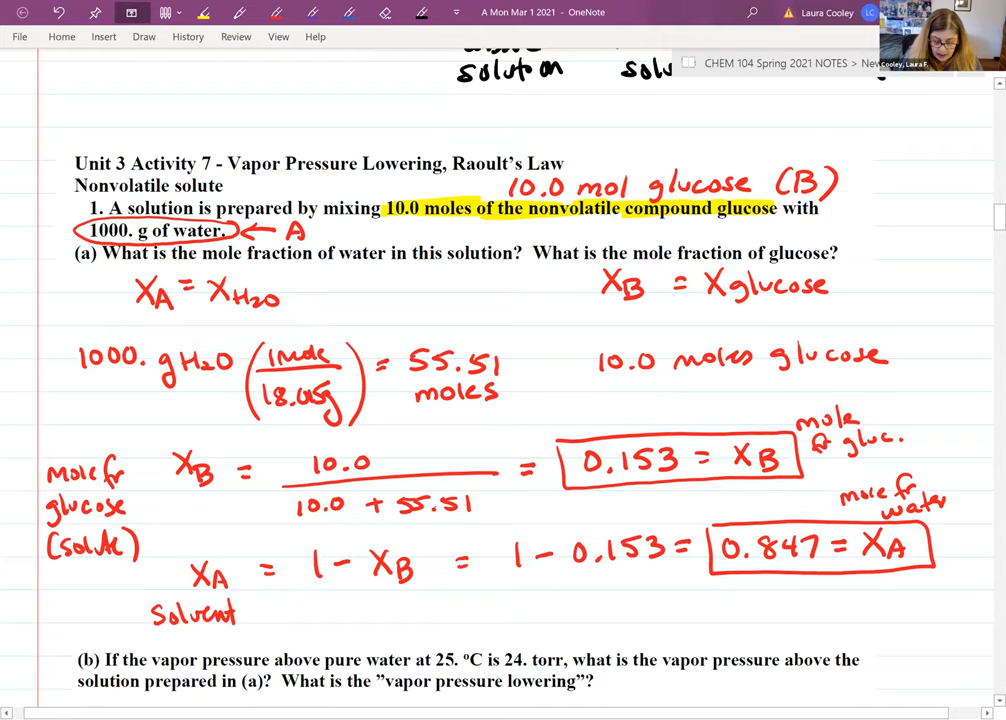 A Mon Mar 1 2021 - OneNote
Laura Cooley
LC
File Home Insert Draw History Review View Help
CHEM 104 Spring 2021 NOTES > New
Cooley, Laura F.
solution
Unit 3 Activity 7 - Vapor Pressure Lowering, Raoult's Law
Nonvolatile solute
10.0 mol glucose (B)
1. A solution is prepared by mixing 10.0 moles of the nonvolatile compound glucose with
1000. g of water. ← A
(a) What is the mole fraction of water in this solution? What is the mole fraction of glucose?
XA = XH2O
XB = Xglucose
1000. g H2O (1 mole / 18.015g) = 55.51 moles
10.0 moles glucose
mole fr glucose (solute)
XB = 10.0 / 10.0 + 55.51 = 0.153 = XB
mole fr gluc.
mole fr water
XA = 1 - XB = 1 - 0.153 = 0.847 = XA
solvent
(b) If the vapor pressure above pure water at 25. ºC is 24. torr, what is the vapor pressure above the
solution prepared in (a)? What is the ”vapor pressure lowering”?